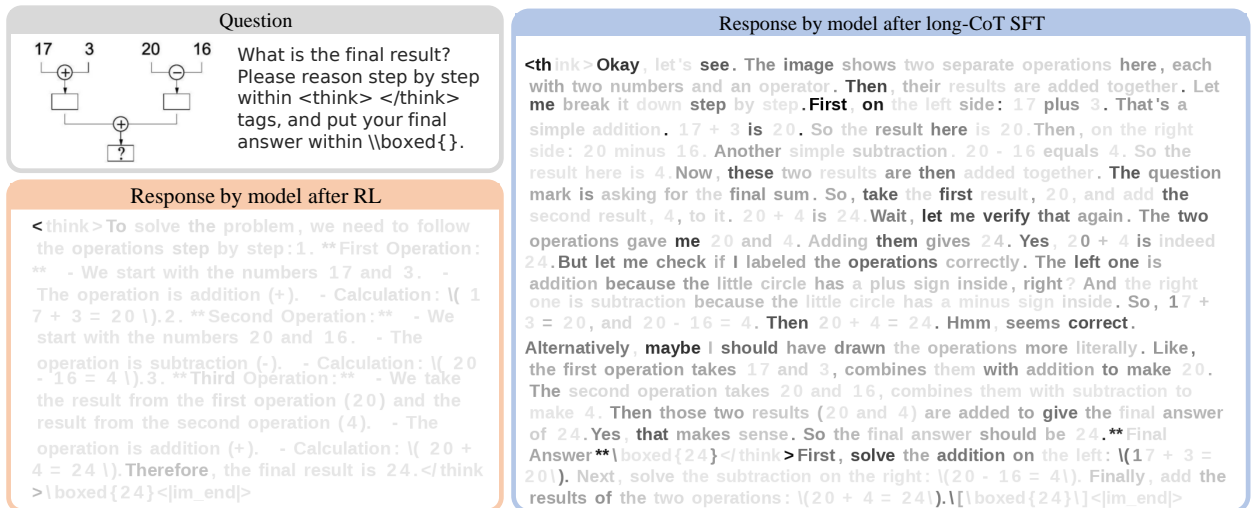 Question
17 3 20 16
+ −
+
?
What is the final result?
Please reason step by step
within <think> </think>
tags, and put your final
answer within \\boxed{}.
Response by model after RL
<think>To solve the problem, we need to follow
the operations step by step:1. **First Operation:
** - We start with the numbers 17 and 3. -
The operation is addition (+). - Calculation: \( 1
7 + 3 = 20 \).2. **Second Operation:** - We
start with the numbers 20 and 16. - The
operation is subtraction (-). - Calculation: \( 20
- 16 = 4 \).3. **Third Operation:** - We take
the result from the first operation (20) and the
result from the second operation (4). - The
operation is addition (+). - Calculation: \( 20 +
4 = 24 \).Therefore, the final result is 24.</think
>\boxed{24}<|im_end|>
Response by model after long-CoT SFT
<think>Okay, let's see. The image shows two separate operations here, each
with two numbers and an operator. Then, their results are added together. Let
me break it down step by step.First, on the left side: 17 plus 3. That's a
simple addition. 17 + 3 is 20. So the result here is 20.Then, on the right
side: 20 minus 16. Another simple subtraction. 20 - 16 equals 4. So the
result here is 4.Now, these two results are then added together. The question
mark is asking for the final sum. So, take the first result, 20, and add the
second result, 4, to it. 20 + 4 is 24.Wait, let me verify that again. The two
operations gave me 20 and 4. Adding them gives 24. Yes, 20 + 4 is indeed
24.But let me check if I labeled the operations correctly. The left one is
addition because the little circle has a plus sign inside, right? And the right
one is subtraction because the little circle has a minus sign inside. So, 17 +
3 = 20, and 20 - 16 = 4. Then 20 + 4 = 24. Hmm, seems correct.
Alternatively, maybe I should have drawn the operations more literally. Like,
the first operation takes 17 and 3, combines them with addition to make 20.
The second operation takes 20 and 16, combines them with subtraction to
make 4. Then those two results (20 and 4) are added to give the final answer
of 24.Yes, that makes sense. So the final answer should be 24.**Final
Answer**\boxed{24}</think>First, solve the addition on the left: \(17 + 3 =
20\). Next, solve the subtraction on the right: \(20 - 16 = 4\). Finally, add the
results of the two operations: \(20 + 4 = 24\).\[\boxed{24}\]<|im_end|>